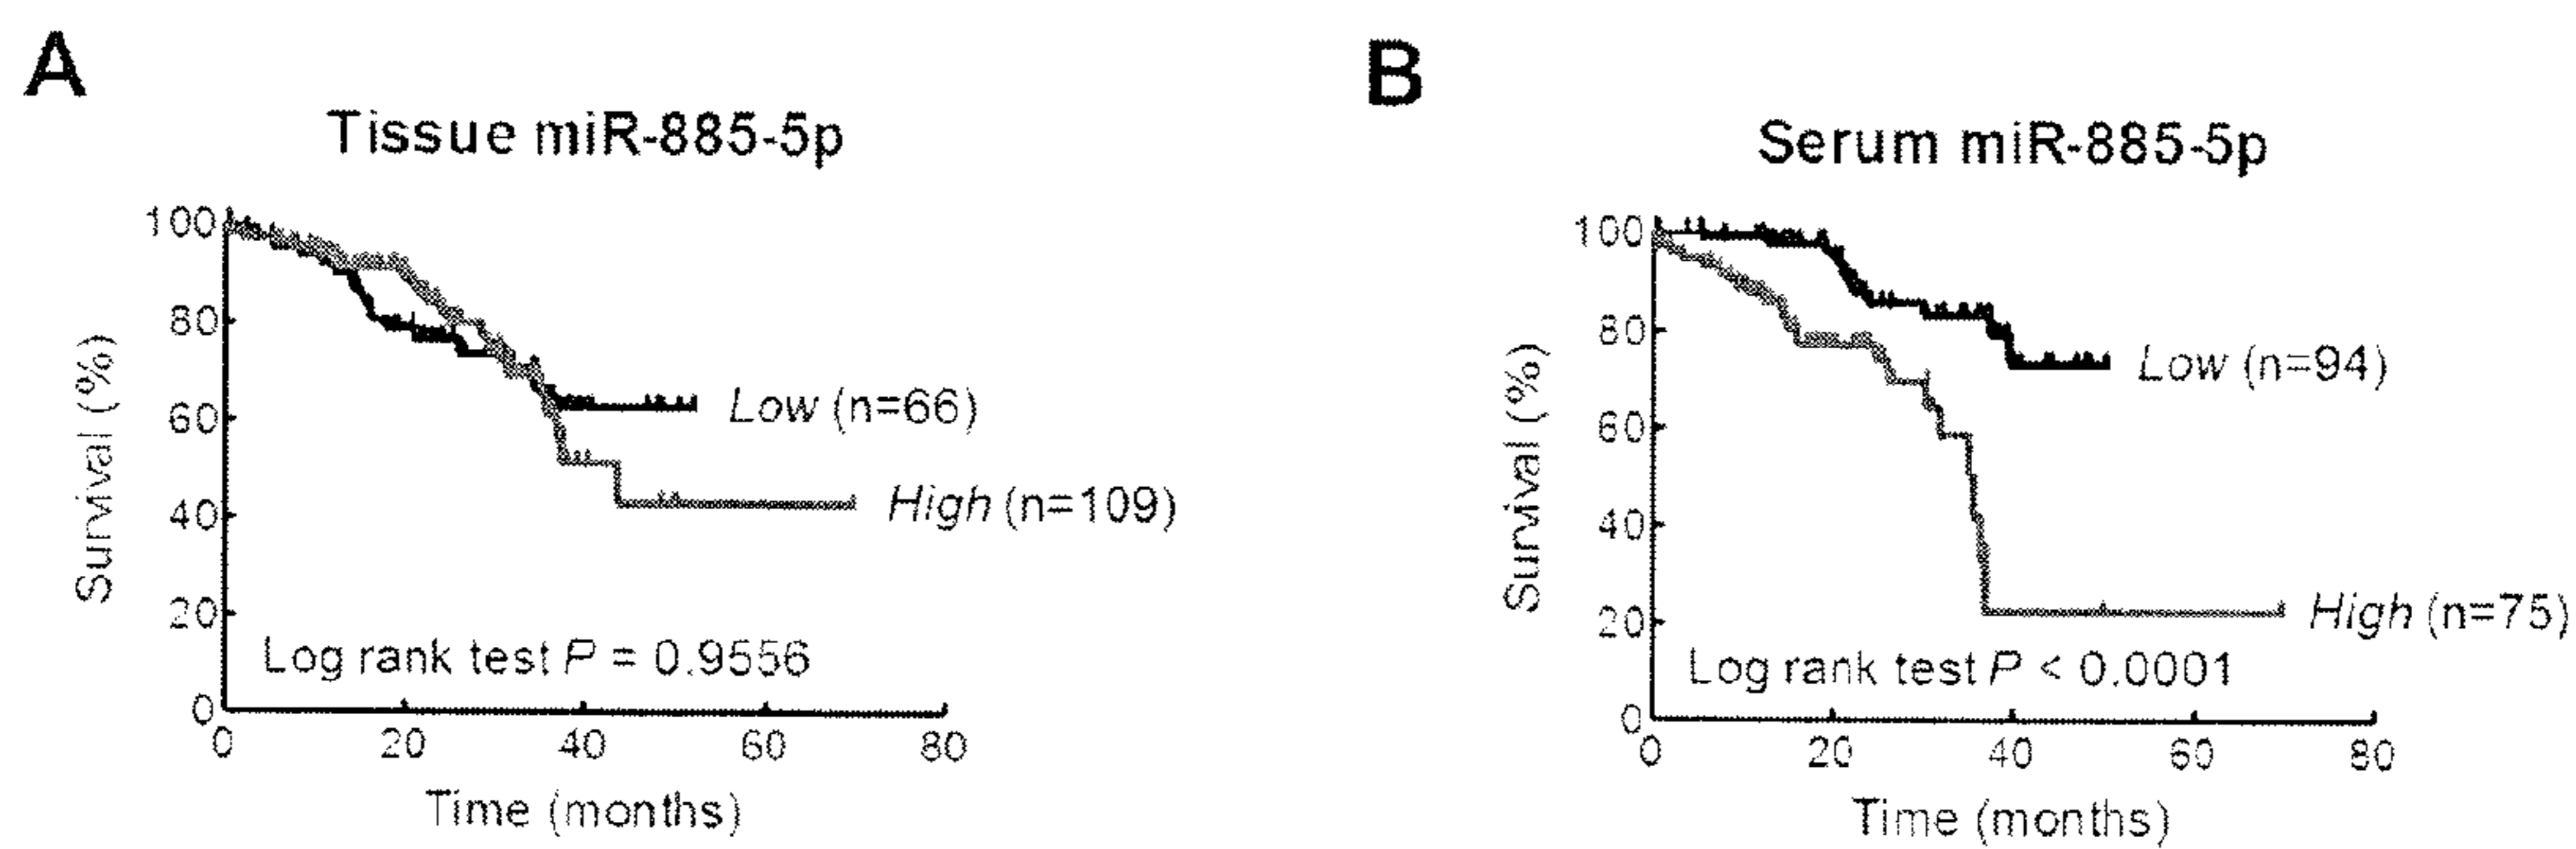 A
Tissue miR-885-5p
Survival (%)
100
80
60
40
20
0
Low (n=66)
High (n=109)
Log rank test P = 0.9556
0 20 40 60 80
Time (months)
B
Serum miR-885-5p
Survival (%)
100
80
60
40
20
0
Low (n=94)
High (n=75)
Log rank test P < 0.0001
0 20 40 60 80
Time (months)